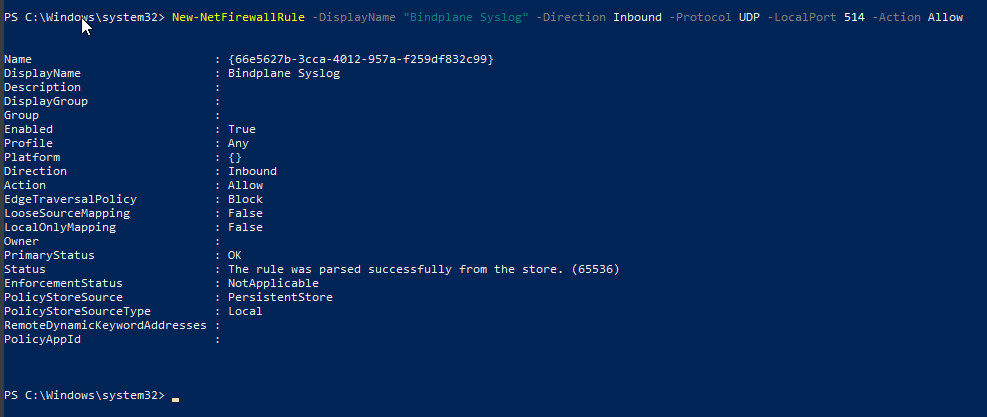 PS C:\Windows\system32> New-NetFirewallRule -DisplayName "Bindplane Syslog" -Direction Inbound -Protocol UDP -LocalPort 514 -Action Allow
Name                          : {66e5627b-3cca-4012-957a-f259df832c99}
DisplayName                   : Bindplane Syslog
Description                   :
DisplayGroup                  :
Group                         :
Enabled                       : True
Profile                       : Any
Platform                      : {}
Direction                     : Inbound
Action                        : Allow
EdgeTraversalPolicy           : Block
LooseSourceMapping            : False
LocalOnlyMapping              : False
Owner                         :
PrimaryStatus                 : OK
Status                        : The rule was parsed successfully from the store. (65536)
EnforcementStatus             : NotApplicable
PolicyStoreSource             : PersistentStore
PolicyStoreSourceType         : Local
RemoteDynamicKeywordAddresses :
PolicyAppId                   :
PS C:\Windows\system32>